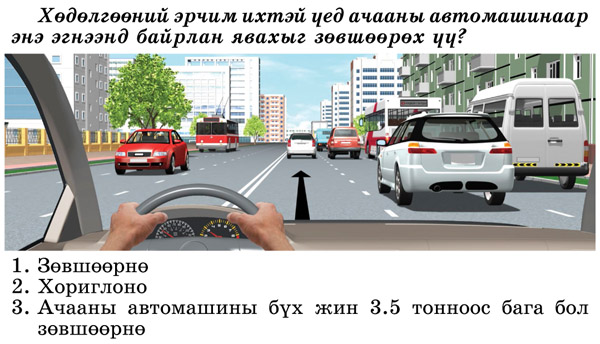 Хөдөлгөөний эрчим ихтэй үед ачааны автомашинаар
энэ эгнээнд байрлан явахыг зөвшөөрөх үү?
1. Зөвшөөрнө
2. Хориглоно
3. Ачааны автомашины бүх жин 3.5 тонноос бага бол
зөвшөөрнө